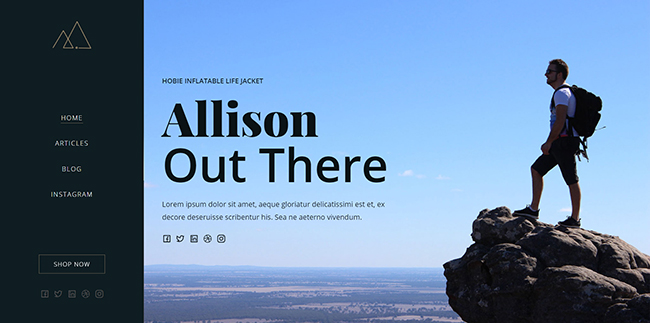 HOME
ARTICLES
BLOG
INSTAGRAM
SHOP NOW
HOBIE INFLATABLE LIFE JACKET
Allison
Out There
Lorem ipsum dolor sit amet, aeque gloriatur delicatissimi est et, ex
decore deseruisse scribentur his. Sea ne aeterno vivendum.